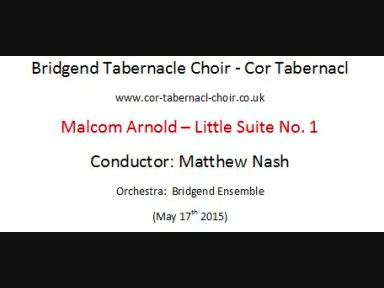 Bridgend Tabernacle Choir - Cor Tabernacl
www.cor-tabernacl-choir.co.uk
Malcom Arnold – Little Suite No. 1
Conductor: Matthew Nash
Orchestra: Bridgend Ensemble
(May 17th 2015)